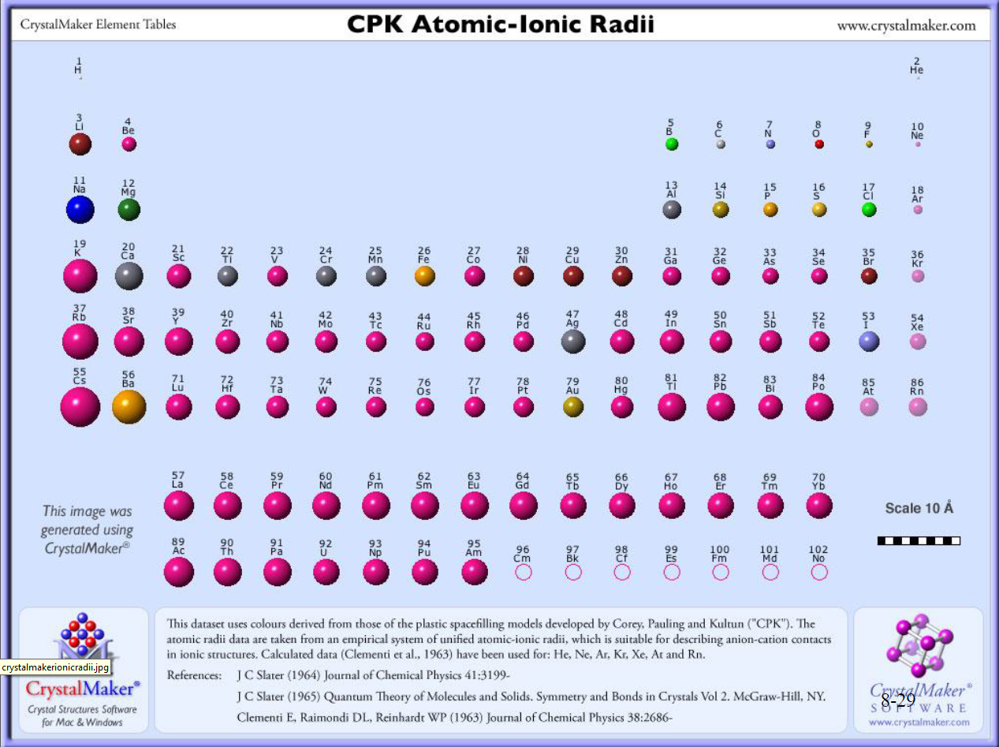 CrystalMaker Element Tables
CPK Atomic-Ionic Radii
www.crystalmaker.com
1 2
H He
3 4 5 6 7 8 9 10
Li Be B C N O F Ne
11 12 13 14 15 16 17 18
Na Mg Al Si P S Cl Ar
19 20 21 22 23 24 25 26 27 28 29 30 31 32 33 34 35 36
K Ca Sc Ti V Cr Mn Fe Co Ni Cu Zn Ga Ge As Se Br Kr
37 38 39 40 41 42 43 44 45 46 47 48 49 50 51 52 53 54
Rb Sr Y Zr Nb Mo Tc Ru Rh Pd Ag Cd In Sn Sb Te I Xe
55 56 71 72 73 74 75 76 77 78 79 80 81 82 83 84 85 86
Cs Ba Lu Hf Ta W Re Os Ir Pt Au Hg Tl Pb Bi Po At Rn
57 58 59 60 61 62 63 64 65 66 67 68 69 70
La Ce Pr Nd Pm Sm Eu Gd Tb Dy Ho Er Tm Yb
89 90 91 92 93 94 95 96 97 98 99 100 101 102
Ac Th Pa U Np Pu Am Cm Bk Cf Es Fm Md No
This image was
generated using
CrystalMaker®
Scale 10 Å
This dataset uses colours derived from those of the plastic spacefilling models developed by Corey, Pauling and Kultun ("CPK"). The
atomic radii data are taken from an empirical system of unified atomic-ionic radii, which is suitable for describing anion-cation contacts
in ionic structures. Calculated data (Clementi et al., 1963) have been used for: He, Ne, Ar, Kr, Xe, At and Rn.
References: J C Slater (1964) Journal of Chemical Physics 41:3199-
J C Slater (1965) Quantum Theory of Molecules and Solids. Symmetry and Bonds in Crystals Vol 2. McGraw-Hill, NY.
Clementi E, Raimondi DL, Reinhardt WP (1963) Journal of Chemical Physics 38:2686-
crystalmakerionicradii.jpg
CrystalMaker®
Crystal Structures Software
for Mac & Windows
CrystalMaker®
8-29
SOFTWARE
www.crystalmaker.com